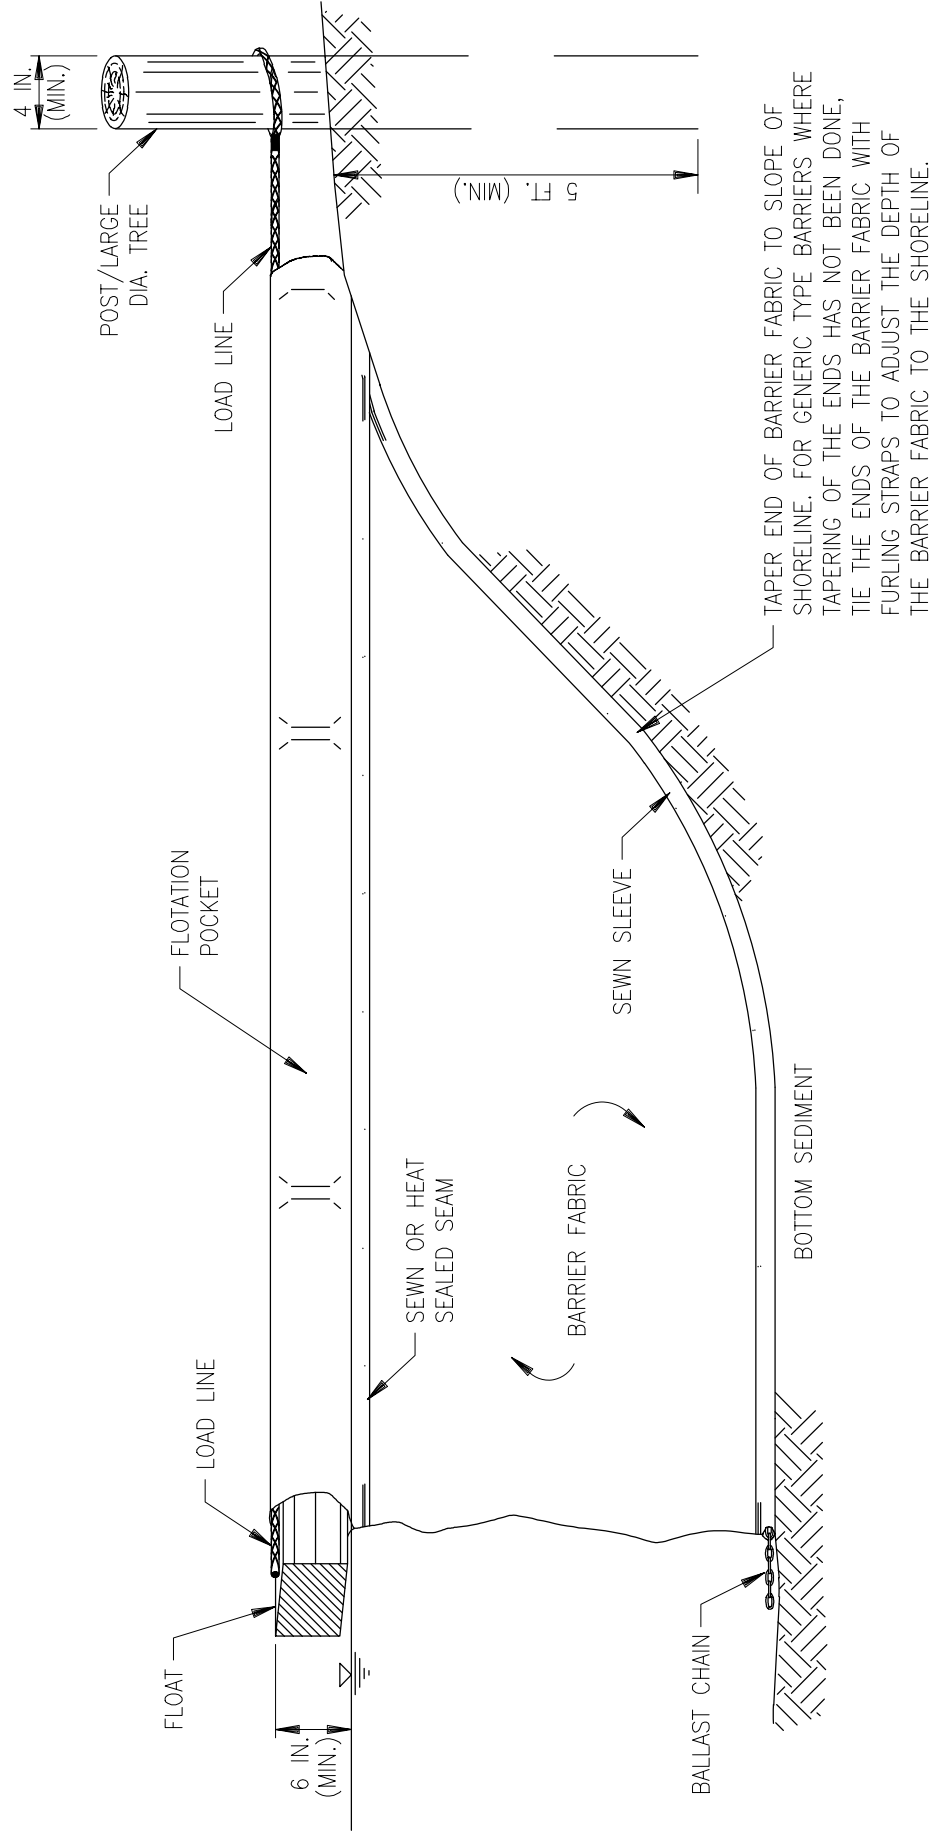 4 IN.
(MIN.)
POST/LARGE
DIA. TREE
LOAD LINE
5 FT. (MIN.)
TAPER END OF BARRIER FABRIC TO SLOPE OF
SHORELINE. FOR GENERIC TYPE BARRIERS WHERE
TAPERING OF THE ENDS HAS NOT BEEN DONE,
TIE THE ENDS OF THE BARRIER FABRIC WITH
FURLING STRAPS TO ADJUST THE DEPTH OF
THE BARRIER FABRIC TO THE SHORELINE.
FLOTATION
POCKET
SEWN SLEEVE
SEWN OR HEAT
SEALED SEAM
BARRIER FABRIC
BOTTOM SEDIMENT
LOAD LINE
FLOAT
6 IN.
(MIN.)
BALLAST CHAIN